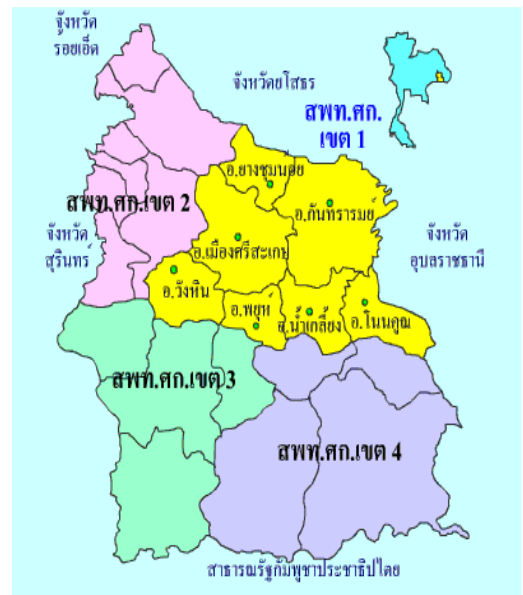 จังหวัด
ร้อยเอ็ด
จังหวัดยโสธร
สพท.ศก.
เขต 1
อ.ยางชุมน้อย
สพท.ศก.เขต 2
อ.กันทรารมย์
จังหวัด
สุรินทร์
อ.เมืองศรีสะเกษ
จังหวัด
อุบลราชธานี
อ.วังหิน
อ.พยุห์
อ.น้ำเกลี้ยง
อ.โนนคูณ
สพท.ศก.เขต 3
สพท.ศก.เขต 4
สาธารณรัฐกัมพูชาประชาธิปไตย